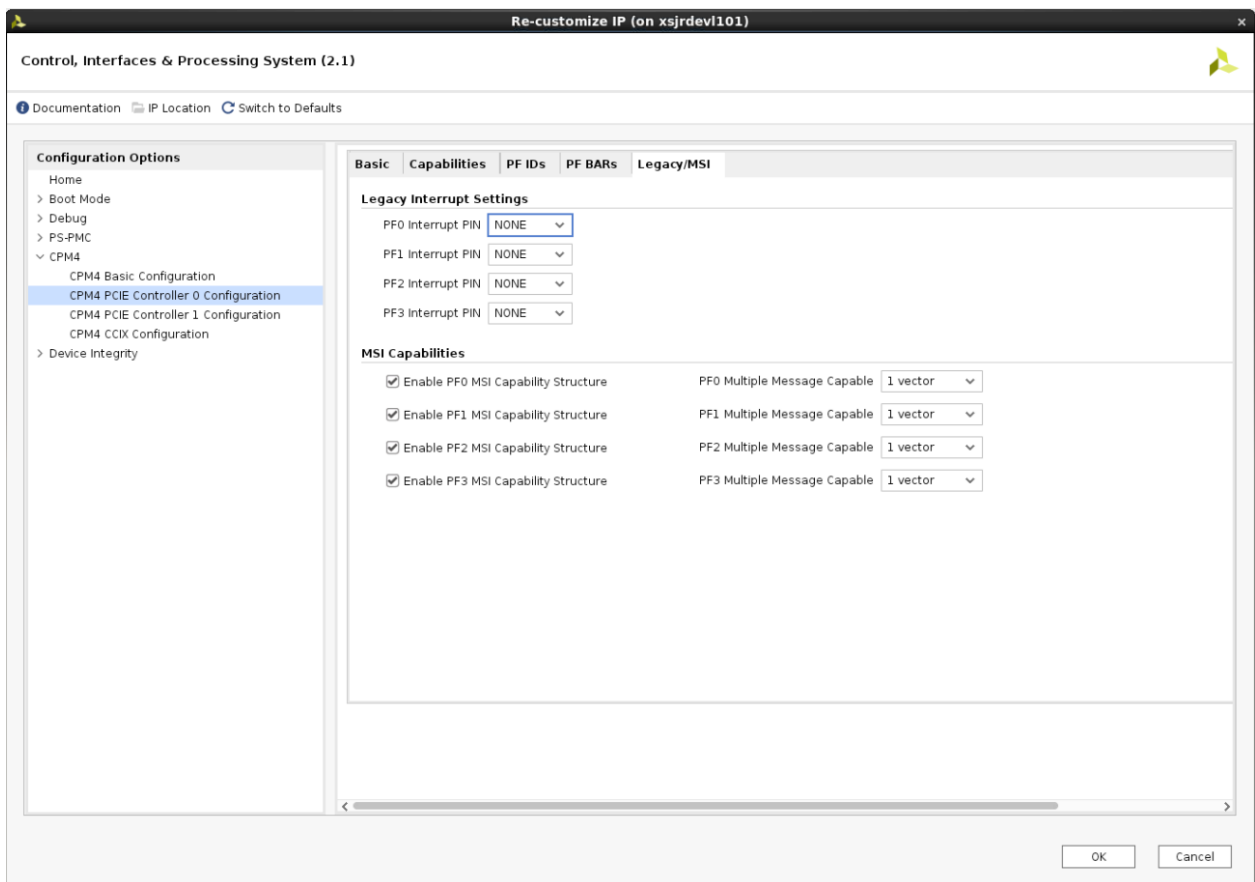 Re-customize IP (on xsjrdevl101)
Control, Interfaces & Processing System (2.1)
Documentation IP Location Switch to Defaults
Configuration Options
Home
Boot Mode
Debug
PS-PMC
CPM4
CPM4 Basic Configuration
CPM4 PCIE Controller 0 Configuration
CPM4 PCIE Controller 1 Configuration
CPM4 CCIX Configuration
Device Integrity
Basic Capabilities PF IDs PF BARs Legacy/MSI
Legacy Interrupt Settings
PF0 Interrupt PIN NONE
PF1 Interrupt PIN NONE
PF2 Interrupt PIN NONE
PF3 Interrupt PIN NONE
MSI Capabilities
Enable PF0 MSI Capability Structure PF0 Multiple Message Capable 1 vector
Enable PF1 MSI Capability Structure PF1 Multiple Message Capable 1 vector
Enable PF2 MSI Capability Structure PF2 Multiple Message Capable 1 vector
Enable PF3 MSI Capability Structure PF3 Multiple Message Capable 1 vector
OK Cancel